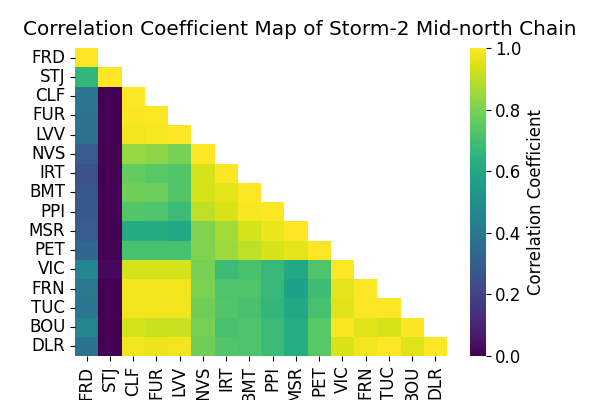 Correlation Coefficient Map of Storm-2 Mid-north Chain
FRD
STJ
CLF
FUR
LVV
NVS
IRT
BMT
PPI
MSR
PET
VIC
FRN
TUC
BOU
DLR
FRD
STJ
CLF
FUR
LVV
NVS
IRT
BMT
PPI
MSR
PET
VIC
FRN
TUC
BOU
DLR
1.0
0.8
0.6
0.4
0.2
0.0
Correlation Coefficient